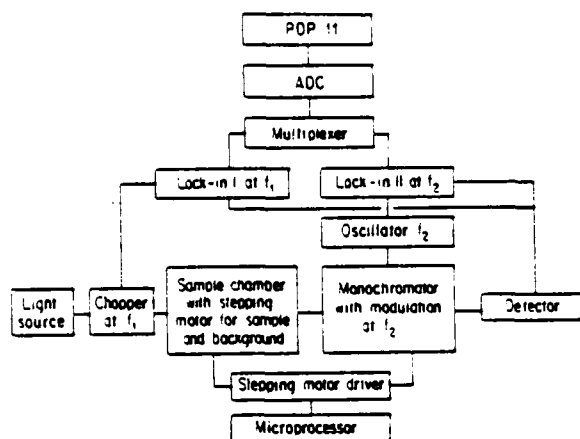 PDP 11
ADC
Multiplexer
Lock-in I at f₁
Lock-in II at f₂
Oscillator f₂
Light
source
Chopper
at f₁
Sample chamber
with stepping
motor for sample
and background
Monochromator
with modulation
at f₂
Detector
Stepping motor driver
Microprocessor